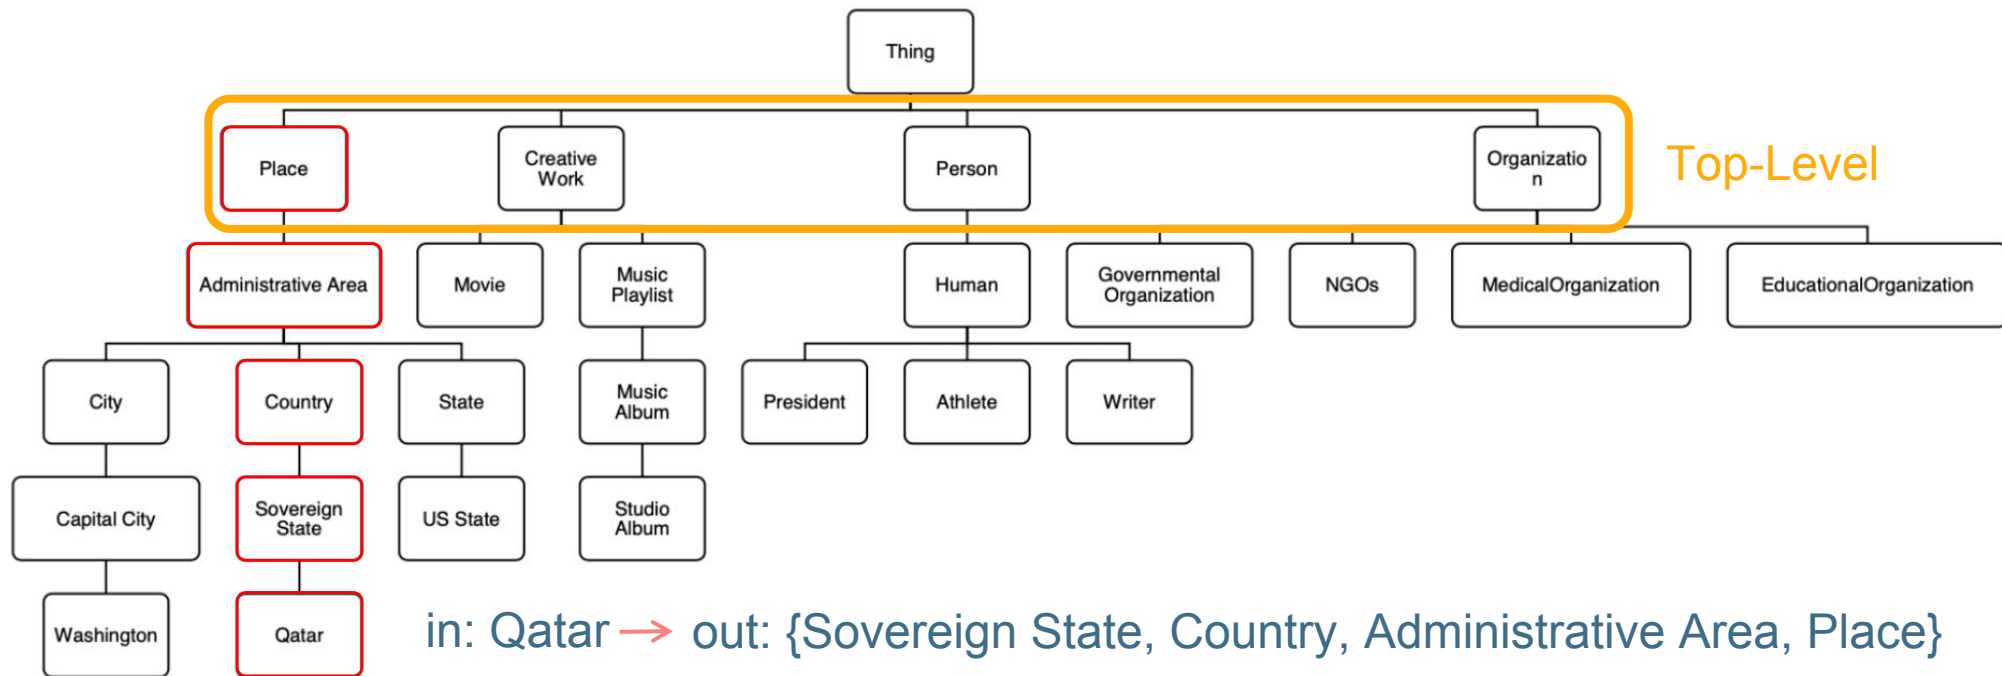 Thing
Place
Creative
Work
Person
Organizatio
n
Top-Level
Administrative Area
Movie
Music
Playlist
Human
Governmental
Organization
NGOs
MedicalOrganization
EducationalOrganization
City
Country
State
Music
Album
President
Athlete
Writer
Capital City
Sovereign
State
US State
Studio
Album
Washington
Qatar
in: Qatar → out: {Sovereign State, Country, Administrative Area, Place}